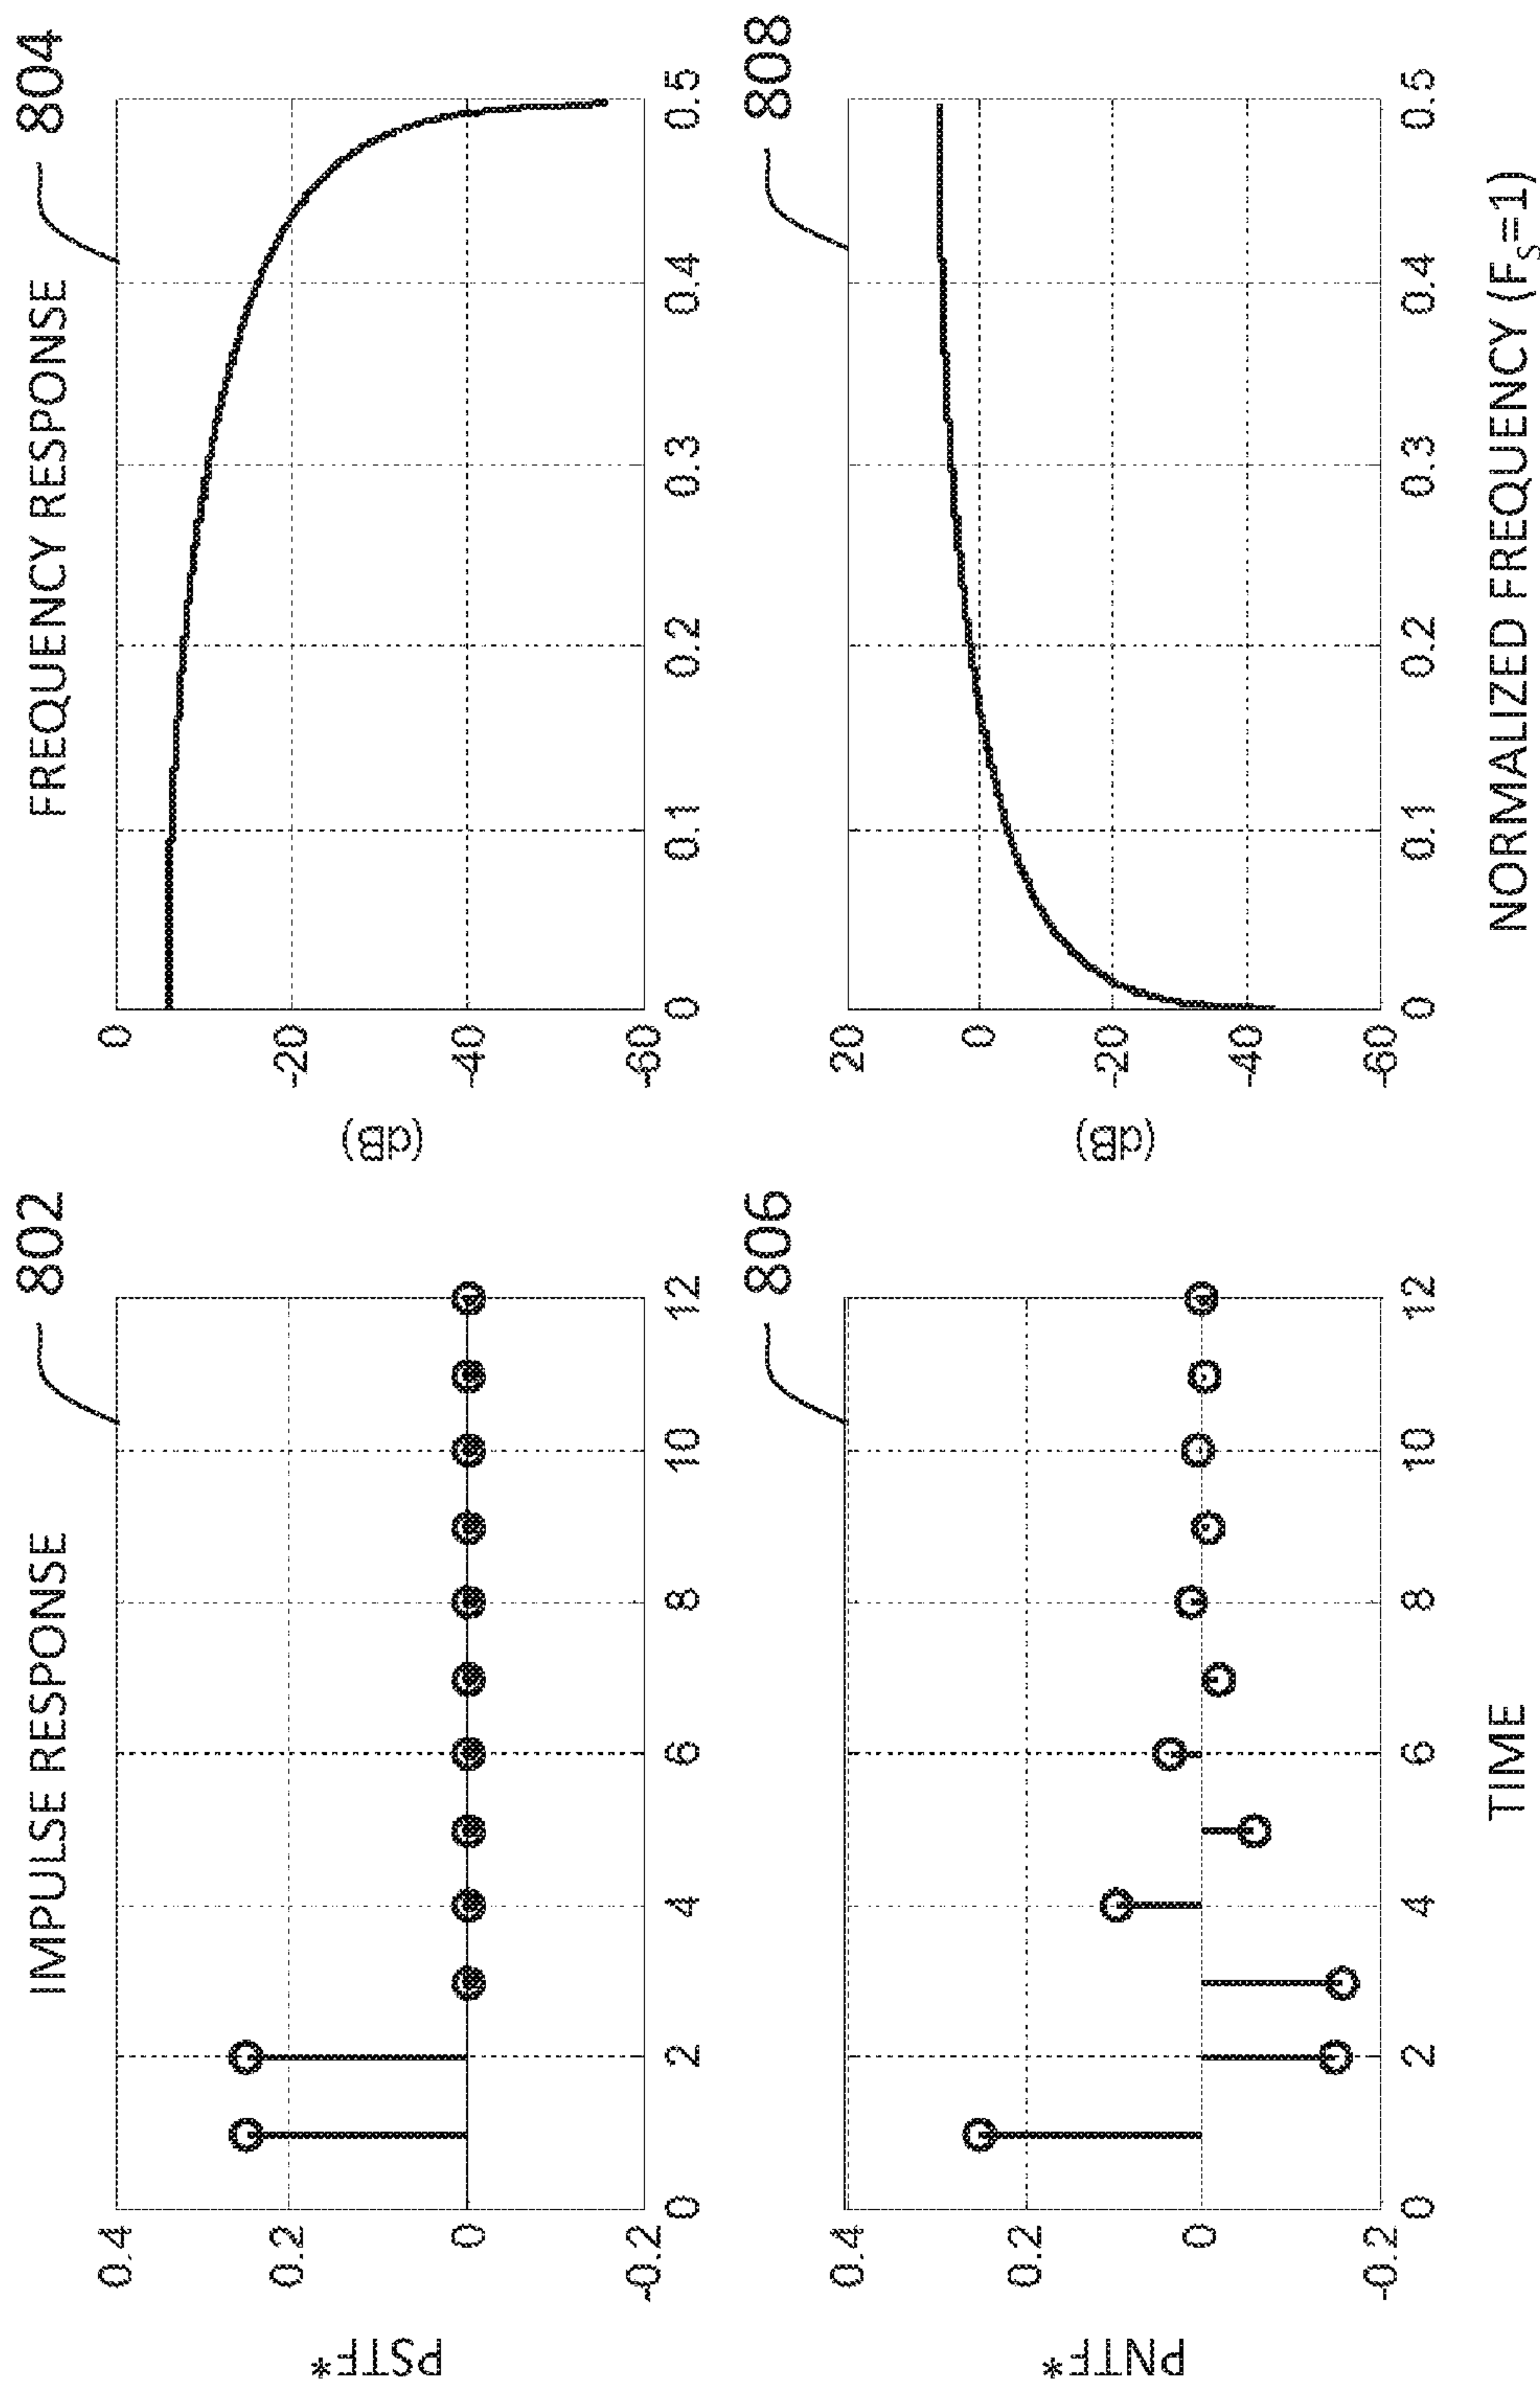 IMPULSE RESPONSE
802
PSTF*
0.4
0.2
0
-0.2
0 2 4 6 8 10 12
FREQUENCY RESPONSE
804
(dB)
0
-20
-40
-60
0 0.1 0.2 0.3 0.4 0.5
806
PNTF*
0.4
0.2
0
-0.2
0 2 4 6 8 10 12
TIME
808
(dB)
20
0
-20
-40
-60
0 0.1 0.2 0.3 0.4 0.5
NORMALIZED FREQUENCY (FS=1)